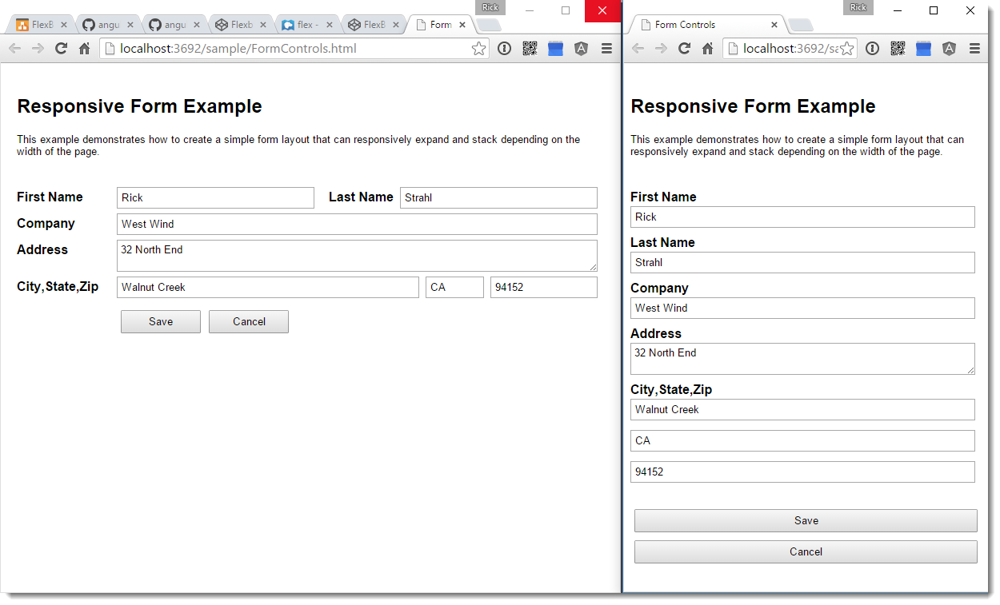 Rick
FlexB
angu
angu
Flexb
flex -
FlexB
Form
localhost:3692/sample/FormControls.html
Responsive Form Example
This example demonstrates how to create a simple form layout that can responsively expand and stack depending on the
width of the page.
First Name Rick Last Name Strahl
Company West Wind
Address 32 North End
City,State,Zip Walnut Creek CA 94152
Save Cancel
Rick
Form Controls
localhost:3692/sa
Responsive Form Example
This example demonstrates how to create a simple form layout that can
responsively expand and stack depending on the width of the page.
First Name
Rick
Last Name
Strahl
Company
West Wind
Address
32 North End
City,State,Zip
Walnut Creek
CA
94152
Save
Cancel